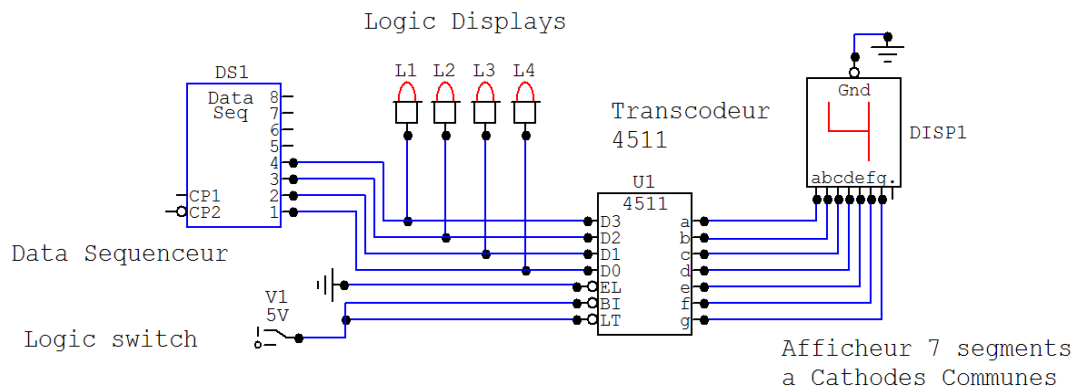 Logic Displays
DS1
Data
Seq
8
7
6
5
4
3
2
1
CP1
CP2
L1 L2 L3 L4
Transcodeur
4511
Gnd
DISP1
abcdefg.
U1
4511
D3
D2
D1
D0
EL
BI
LT
a
b
c
d
e
f
g
Data Sequenceur
V1
5V
Logic switch
Afficheur 7 segments
a Cathodes Communes